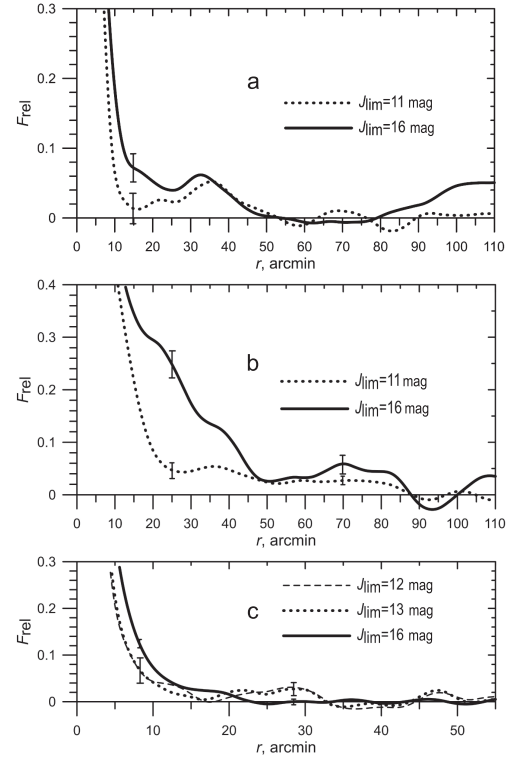 0.3
0.2
0.1
0
F_rel
a
J_lim=11 mag
J_lim=16 mag
0 10 20 30 40 50 60 70 80 90 100 110
r, arcmin
0.4
0.3
0.2
0.1
0
F_rel
b
J_lim=11 mag
J_lim=16 mag
0 10 20 30 40 50 60 70 80 90 100 110
r, arcmin
0.3
0.2
0.1
0
F_rel
c
J_lim=12 mag
J_lim=13 mag
J_lim=16 mag
0 10 20 30 40 50
r, arcmin